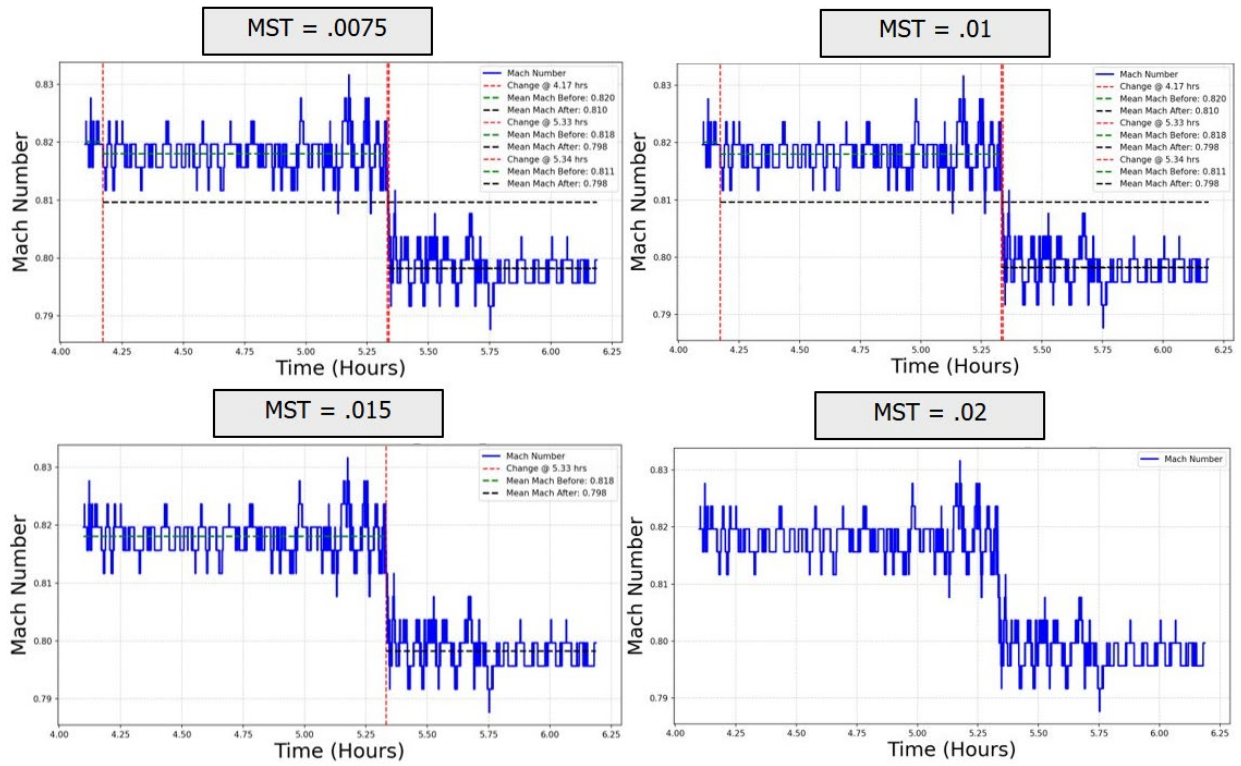 MST = .0075
Mach Number
0.83
0.82
0.81
0.80
0.79
Mach Number
Change @ 4.17 hrs
Mean Mach Before: 0.820
Mean Mach After: 0.810
Change @ 5.33 hrs
Mean Mach Before: 0.818
Mean Mach After: 0.798
Change @ 5.34 hrs
Mean Mach Before: 0.811
Mean Mach After: 0.798
4.00 4.25 4.50 4.75 5.00 5.25 5.50 5.75 6.00 6.25
Time (Hours)
MST = .01
Mach Number
0.83
0.82
0.81
0.80
0.79
Mach Number
Change @ 4.17 hrs
Mean Mach Before: 0.820
Mean Mach After: 0.810
Change @ 5.33 hrs
Mean Mach Before: 0.818
Mean Mach After: 0.798
Change @ 5.34 hrs
Mean Mach Before: 0.811
Mean Mach After: 0.798
4.00 4.25 4.50 4.75 5.00 5.25 5.50 5.75 6.00 6.25
Time (Hours)
MST = .015
Mach Number
0.83
0.82
0.81
0.80
0.79
Mach Number
Change @ 5.33 hrs
Mean Mach Before: 0.818
Mean Mach After: 0.798
4.00 4.25 4.50 4.75 5.00 5.25 5.50 5.75 6.00 6.25
Time (Hours)
MST = .02
Mach Number
0.83
0.82
0.81
0.80
0.79
Mach Number
4.00 4.25 4.50 4.75 5.00 5.25 5.50 5.75 6.00 6.25
Time (Hours)